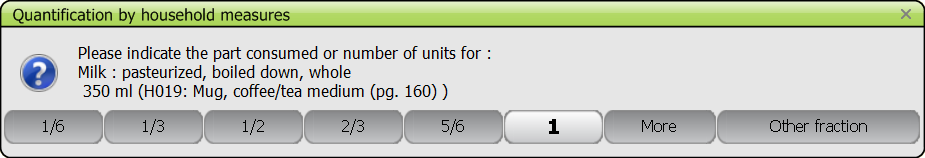 Quantification by household measures
Please indicate the part consumed or number of units for :
Milk : pasteurized, boiled down, whole
350 ml (H019: Mug, coffee/tea medium (pg. 160) )
1/6 1/3 1/2 2/3 5/6 1 More Other fraction